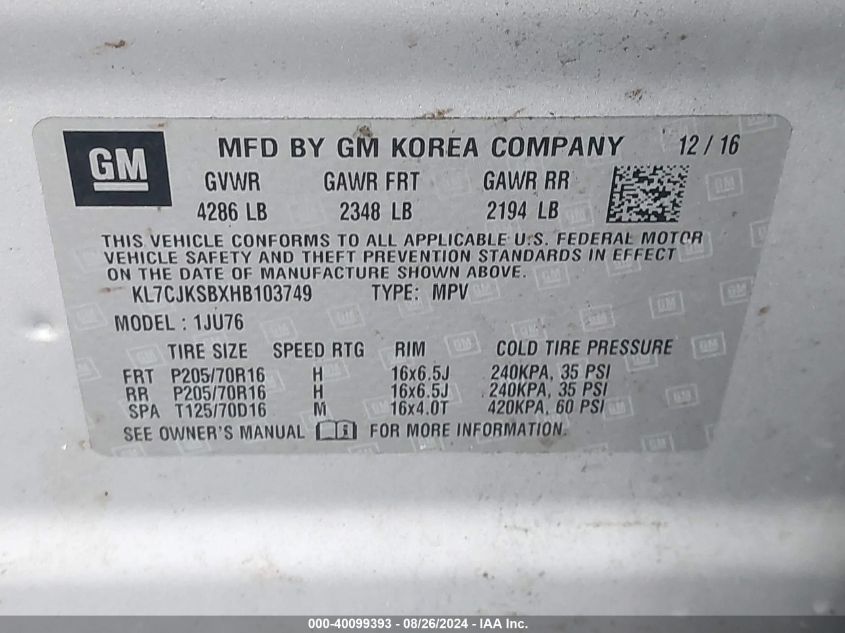 GM MFD BY GM KOREA COMPANY 12/16
GVWR GAWR FRT GAWR RR
4286 LB 2348 LB 2194 LB
THIS VEHICLE CONFORMS TO ALL APPLICABLE U.S. FEDERAL MOTOR
VEHICLE SAFETY AND THEFT PREVENTION STANDARDS IN EFFECT
ON THE DATE OF MANUFACTURE SHOWN ABOVE.
KL7CJKSBXHB103749 TYPE: MPV
MODEL : 1JU76
TIRE SIZE SPEED RTG RIM COLD TIRE PRESSURE
FRT P205/70R16 H 16x6.5J 240KPA, 35 PSI
RR P205/70R16 H 16x6.5J 240KPA, 35 PSI
SPA T125/70D16 M 16x4.0T 420KPA, 60 PSI
SEE OWNER'S MANUAL FOR MORE INFORMATION.
000-40099393 - 08/26/2024 - IAA Inc.